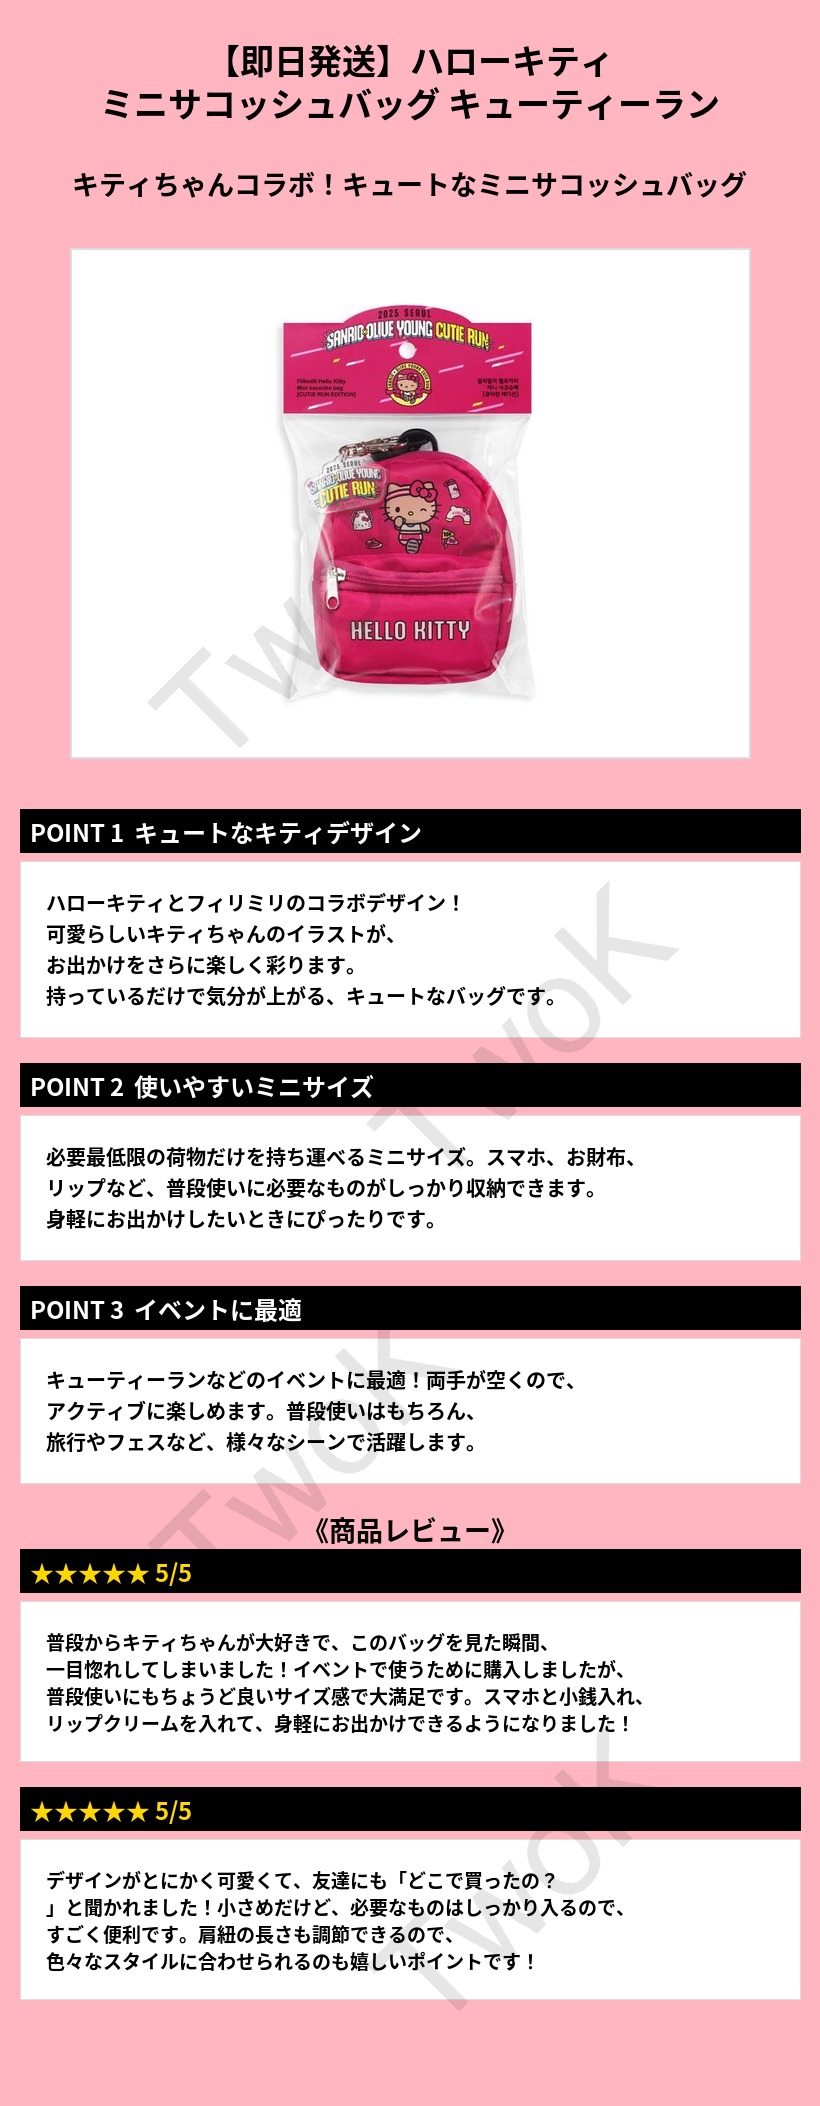 【即日発送】ハローキティ
ミニサコッシュバッグ キューティーラン
キティちゃんコラボ！キュートなミニサコッシュバッグ
2025 SEOUL
SANRIO OLIVE YOUNG CUTIE RUN
Fillimilli Hello Kitty
Mini sacoche bag
[CUTIE RUN EDITION]
필리밀리 헬로키티
미니 사코슈백
[큐티런 에디션]
2025 SEOUL
SANRIO OLIVE YOUNG
CUTIE RUN
HELLO KITTY
TwoK
POINT 1 キュートなキティデザイン
ハローキティとフィリミリのコラボデザイン！
可愛らしいキティちゃんのイラストが、
お出かけをさらに楽しく彩ります。
持っているだけで気分が上がる、キュートなバッグです。
TwoK
POINT 2 使いやすいミニサイズ
必要最低限の荷物だけを持ち運べるミニサイズ。スマホ、お財布、
リップなど、普段使いに必要なものがしっかり収納できます。
身軽にお出かけしたいときにぴったりです。
POINT 3 イベントに最適
キューティーランなどのイベントに最適！両手が空くので、
アクティブに楽しめます。普段使いはもちろん、
旅行やフェスなど、様々なシーンで活躍します。
TwoK
《商品レビュー》
★★★★★ 5/5
普段からキティちゃんが大好きで、このバッグを見た瞬間、
一目惚れしてしまいました！イベントで使うために購入しましたが、
普段使いにもちょうど良いサイズ感で大満足です。スマホと小銭入れ、
リップクリームを入れて、身軽にお出かけできるようになりました！
★★★★★ 5/5
デザインがとにかく可愛くて、友達にも「どこで買ったの？
」と聞かれました！小さめだけど、必要なものはしっかり入るので、
すごく便利です。肩紐の長さも調節できるので、
色々なスタイルに合わせられるのも嬉しいポイントです！
TwoK